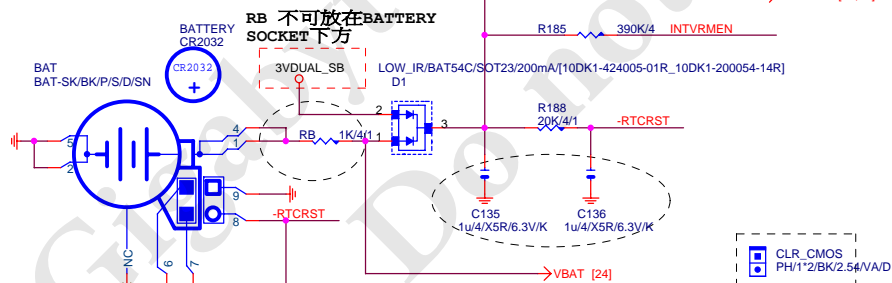 RB 不可放在BATTERY
SOCKET下方
BATTERY
CR2032
CR2032
+
BAT
BAT-SK/BK/P/S/D/SN
3VDUAL_SB
LOW_IR/BAT54C/SOT23/200mA/[10DK1-424005-01R_10DK1-200054-14R]
D1
R185
390K/4
INTVRMEN
R188
20K/4/1
-RTCRST
RB
1K/4/1
2
1
3
4
1
5
2
9
8
-RTCRST
NC
6
7
C135
1u/4/X5R/6.3V/K
C136
1u/4/X5R/6.3V/K
VBAT [24]
CLR_CMOS
PH/1*2/BK/2.54/VA/D
Gigabyte
Do not